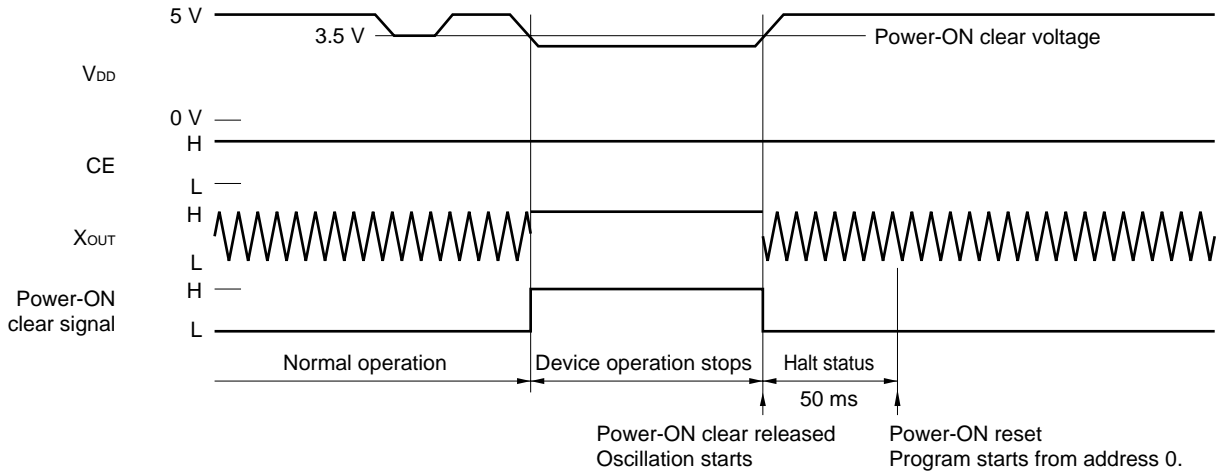 5 V
3.5 V
Power-ON clear voltage
VDD
0 V
H
CE
L
H
XOUT
L
H
Power-ON
clear signal
L
Normal operation
Device operation stops
Halt status
50 ms
Power-ON clear released
Oscillation starts
Power-ON reset
Program starts from address 0.